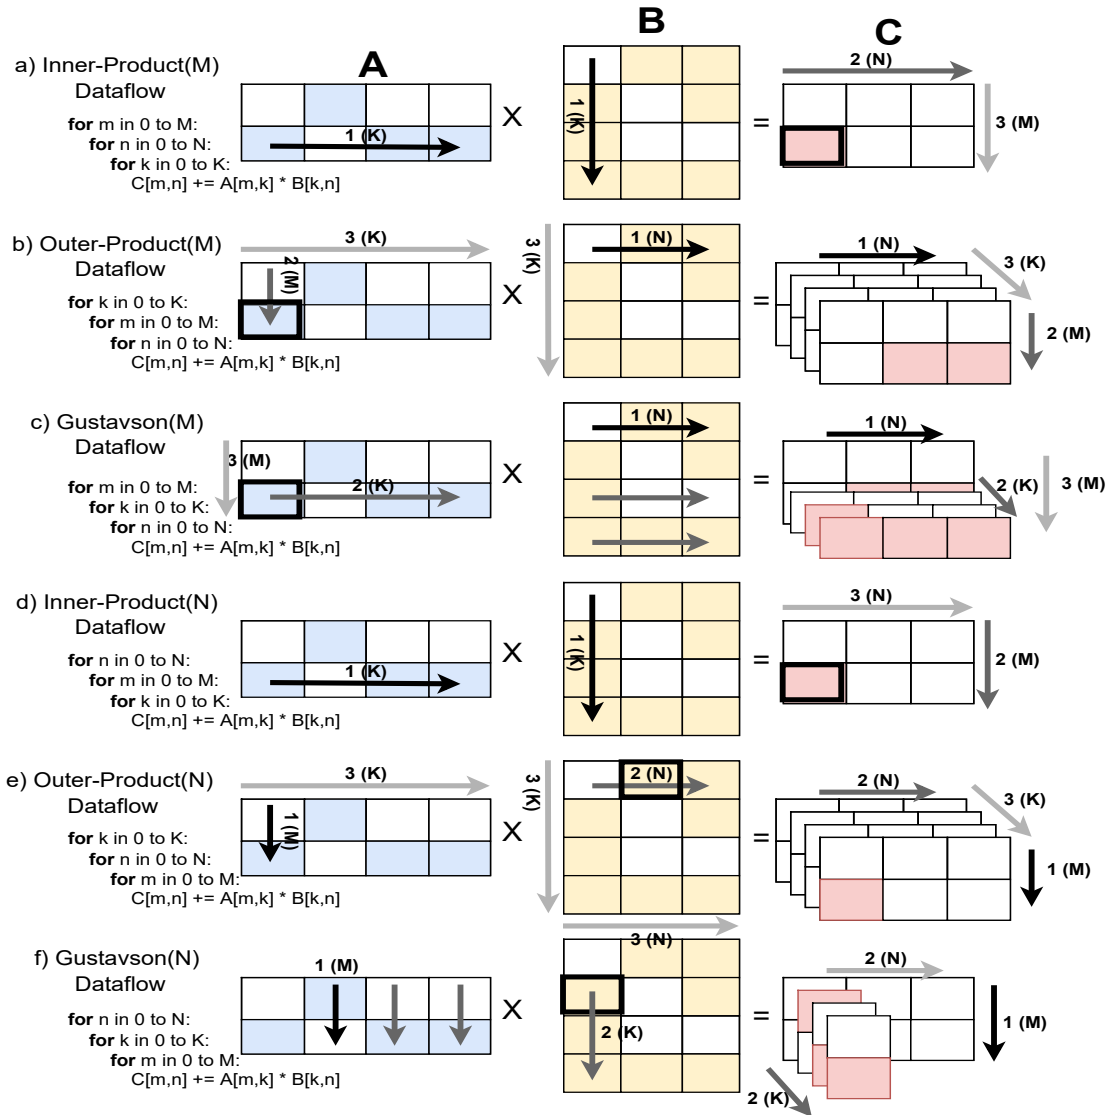 A
B
C
a) Inner-Product(M)
Dataflow
for m in 0 to M:
for n in 0 to N:
for k in 0 to K:
C[m,n] += A[m,k] * B[k,n]
1 (K)
X
1 (K)
=
2 (N)
3 (M)
b) Outer-Product(M)
Dataflow
for k in 0 to K:
for m in 0 to M:
for n in 0 to N:
C[m,n] += A[m,k] * B[k,n]
3 (K)
2 (M)
X
3 (K)
1 (N)
=
1 (N)
3 (K)
2 (M)
c) Gustavson(M)
Dataflow
for m in 0 to M:
for k in 0 to K:
for n in 0 to N:
C[m,n] += A[m,k] * B[k,n]
3 (M)
2 (K)
X
1 (N)
=
1 (N)
2 (K)
3 (M)
d) Inner-Product(N)
Dataflow
for n in 0 to N:
for m in 0 to M:
for k in 0 to K:
C[m,n] += A[m,k] * B[k,n]
1 (K)
X
1 (K)
=
3 (N)
2 (M)
e) Outer-Product(N)
Dataflow
for k in 0 to K:
for n in 0 to N:
for m in 0 to M:
C[m,n] += A[m,k] * B[k,n]
3 (K)
1 (M)
X
3 (K)
2 (N)
=
2 (N)
3 (K)
1 (M)
f) Gustavson(N)
Dataflow
for n in 0 to N:
for k in 0 to K:
for m in 0 to M:
C[m,n] += A[m,k] * B[k,n]
1 (M)
X
3 (N)
2 (K)
=
2 (N)
1 (M)
2 (K)